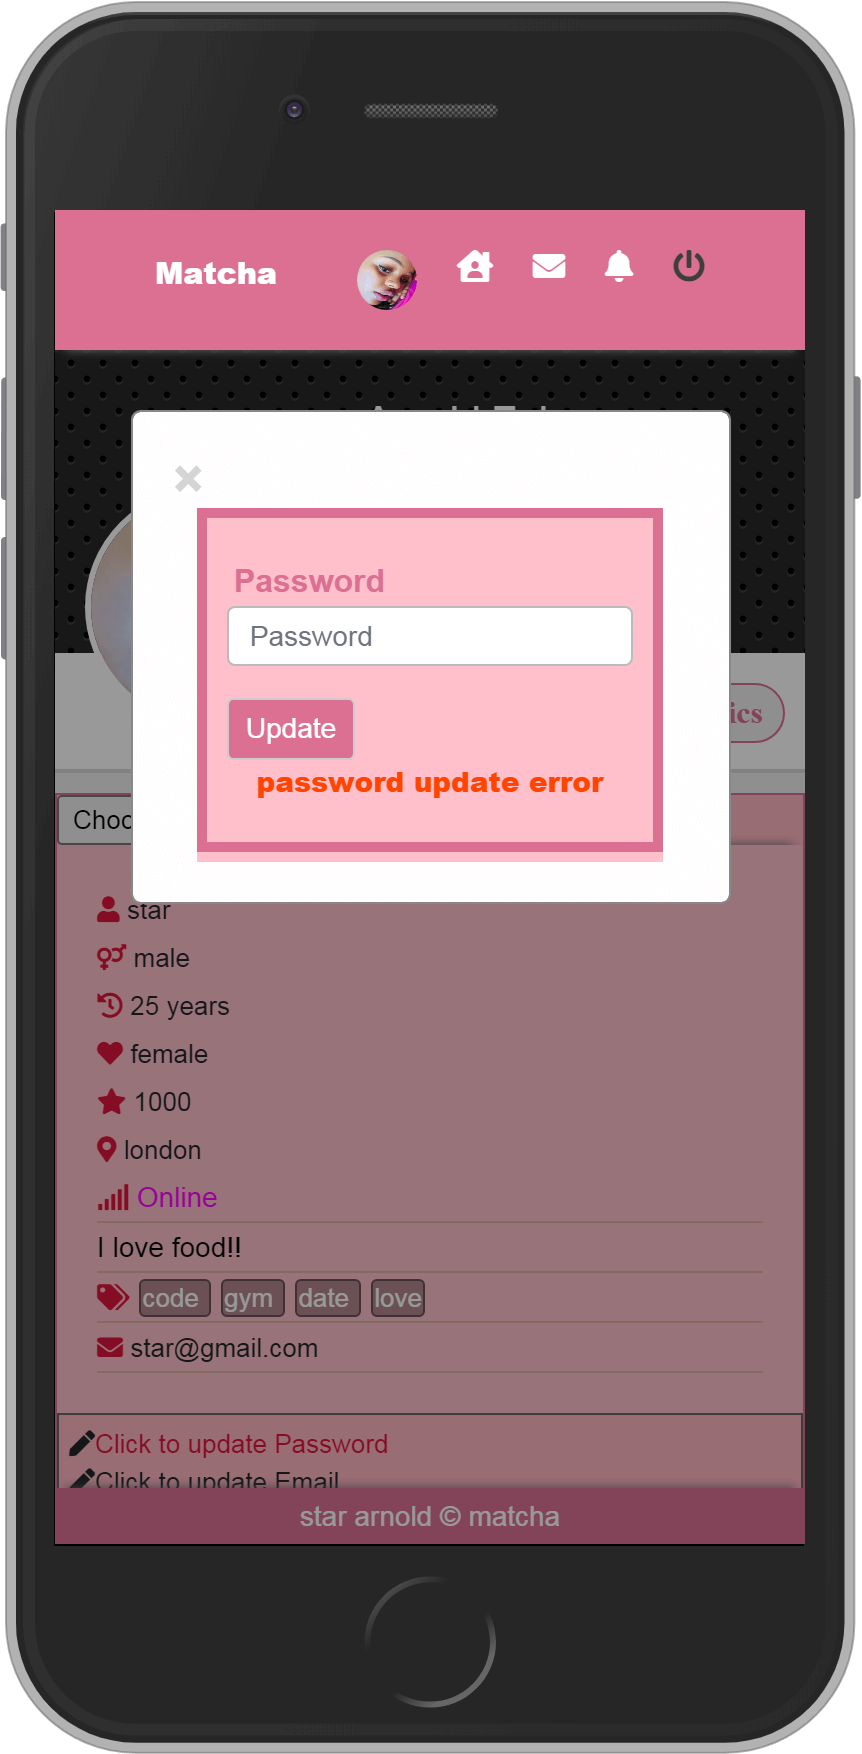 Matcha
Password
Password
Update
password update error
ics
Choo
star
male
25 years
female
1000
london
Online
I love food!!
code gym date love
star@gmail.com
Click to update Password
Click to update Email
star arnold © matcha